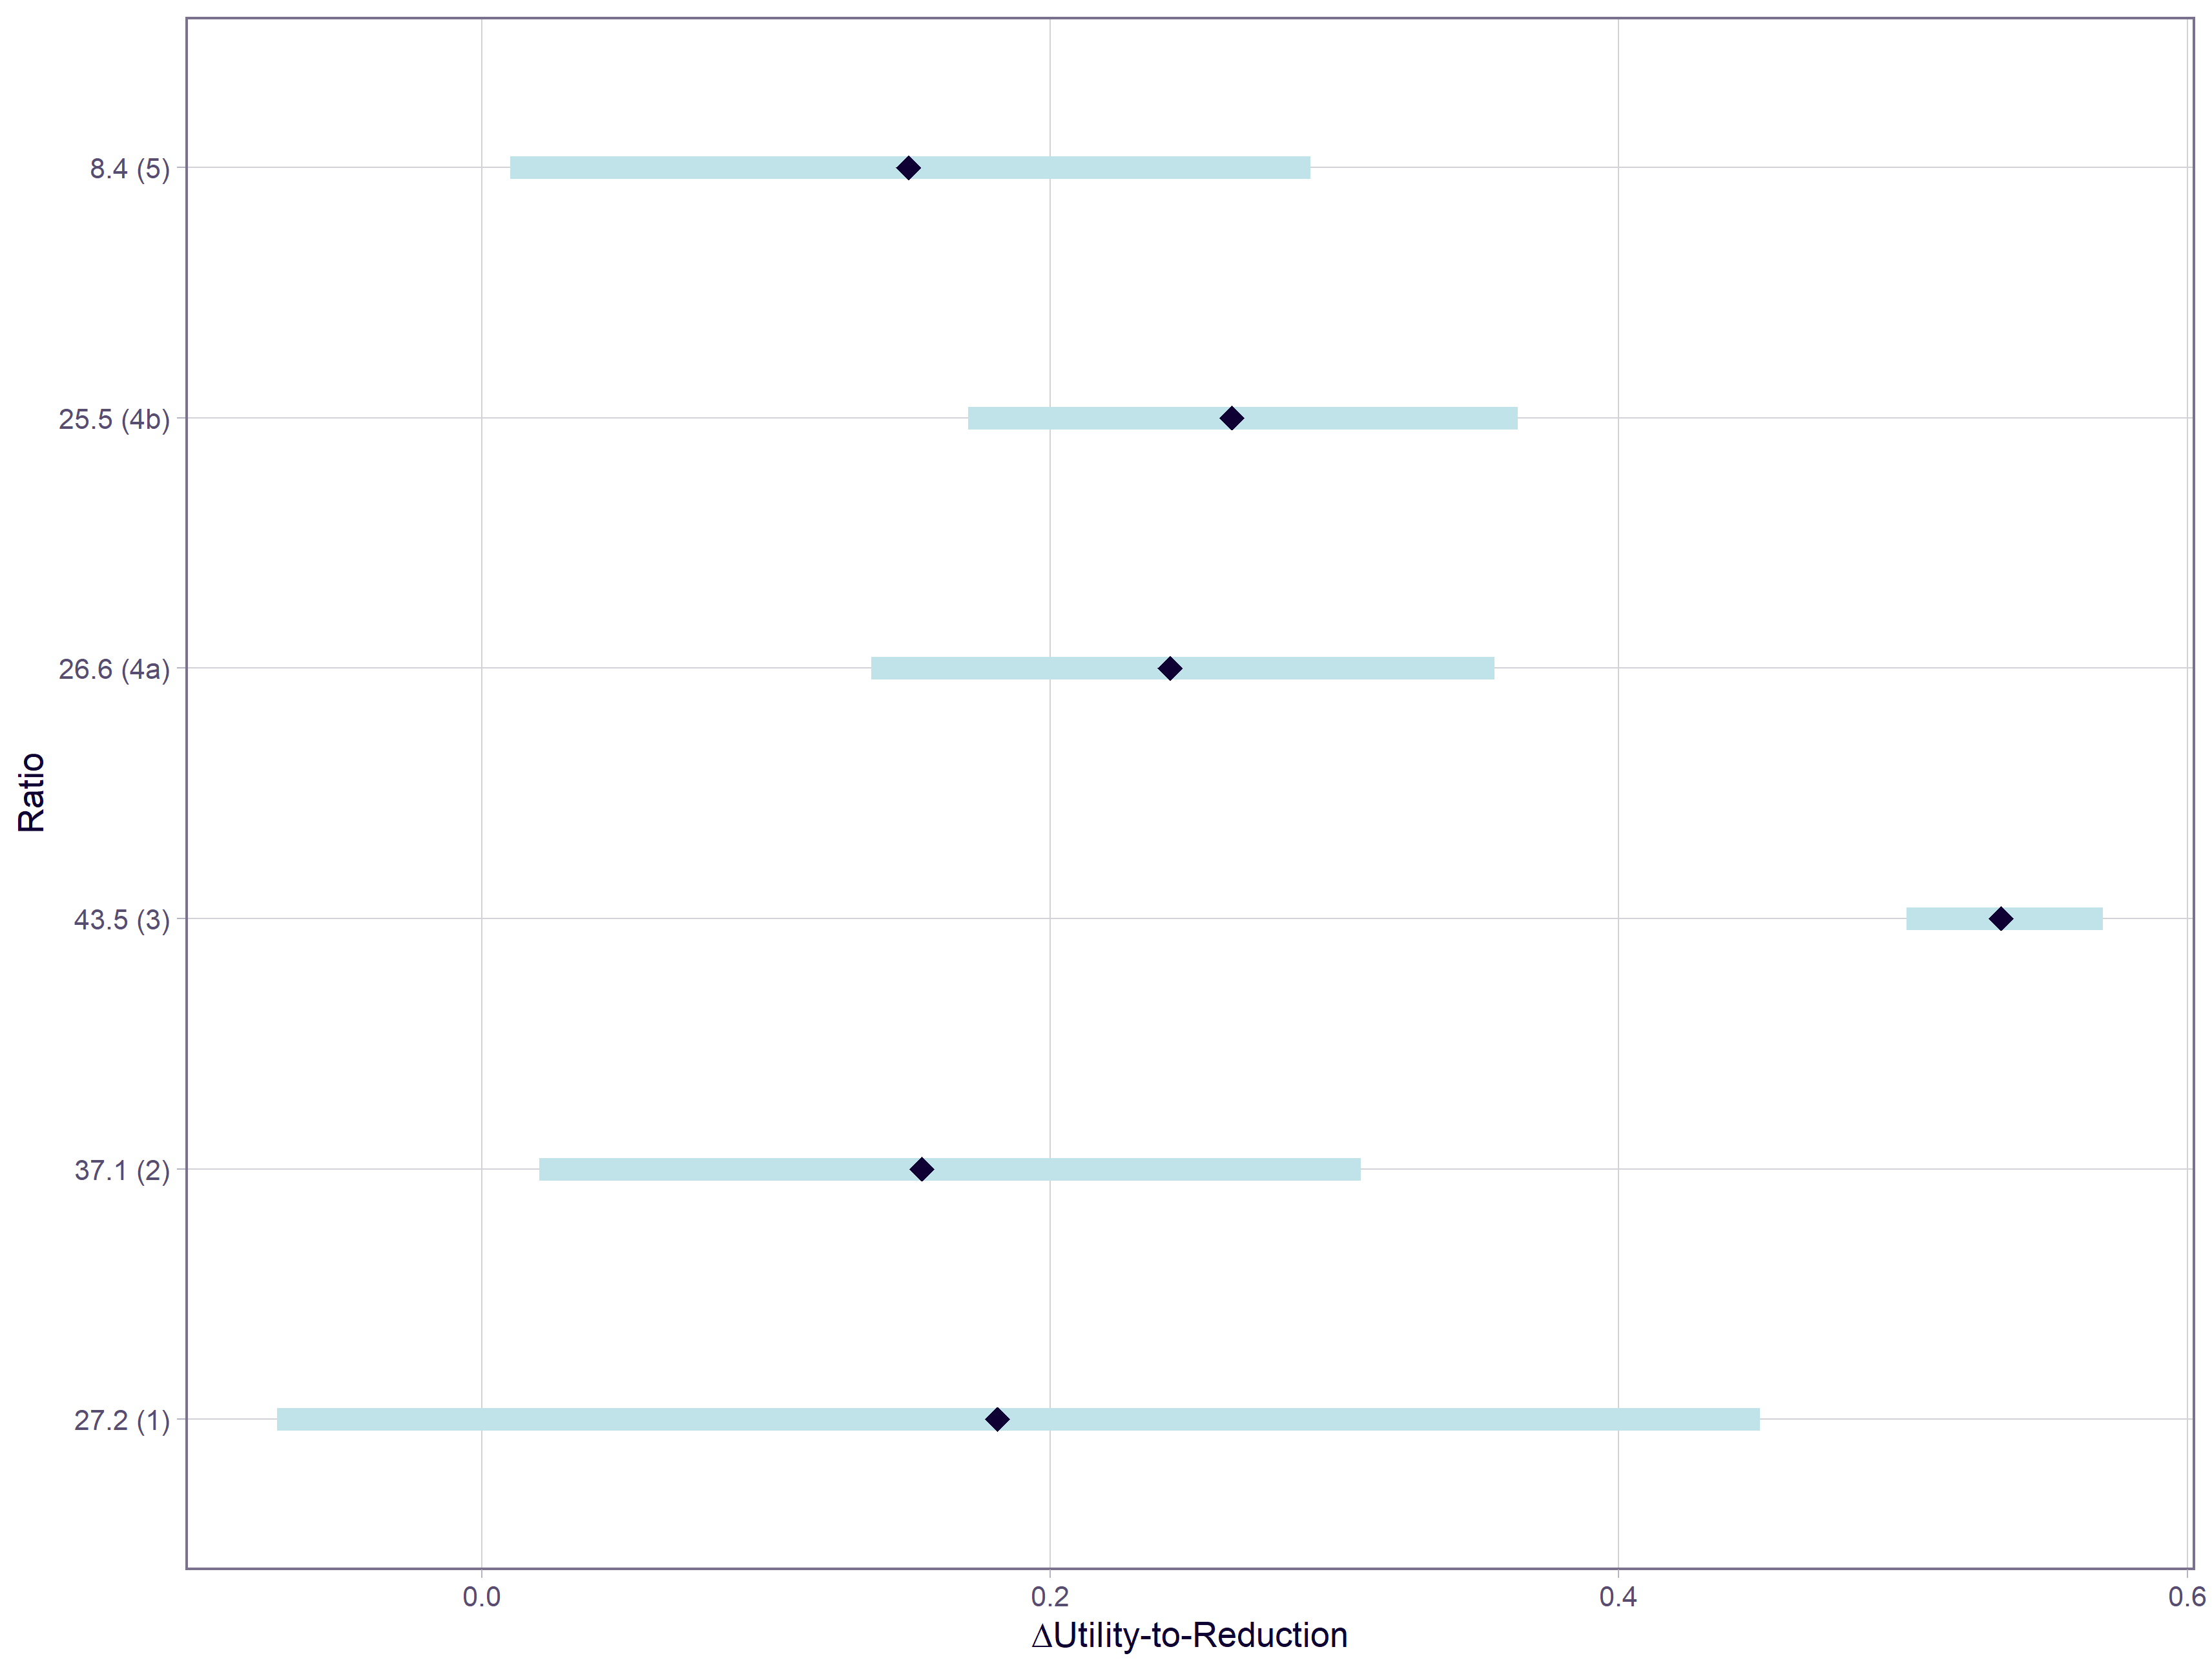 8.4 (5)
25.5 (4b)
26.6 (4a)
43.5 (3)
37.1 (2)
27.2 (1)
Ratio
0.0
0.2
0.4
0.6
ΔUtility-to-Reduction